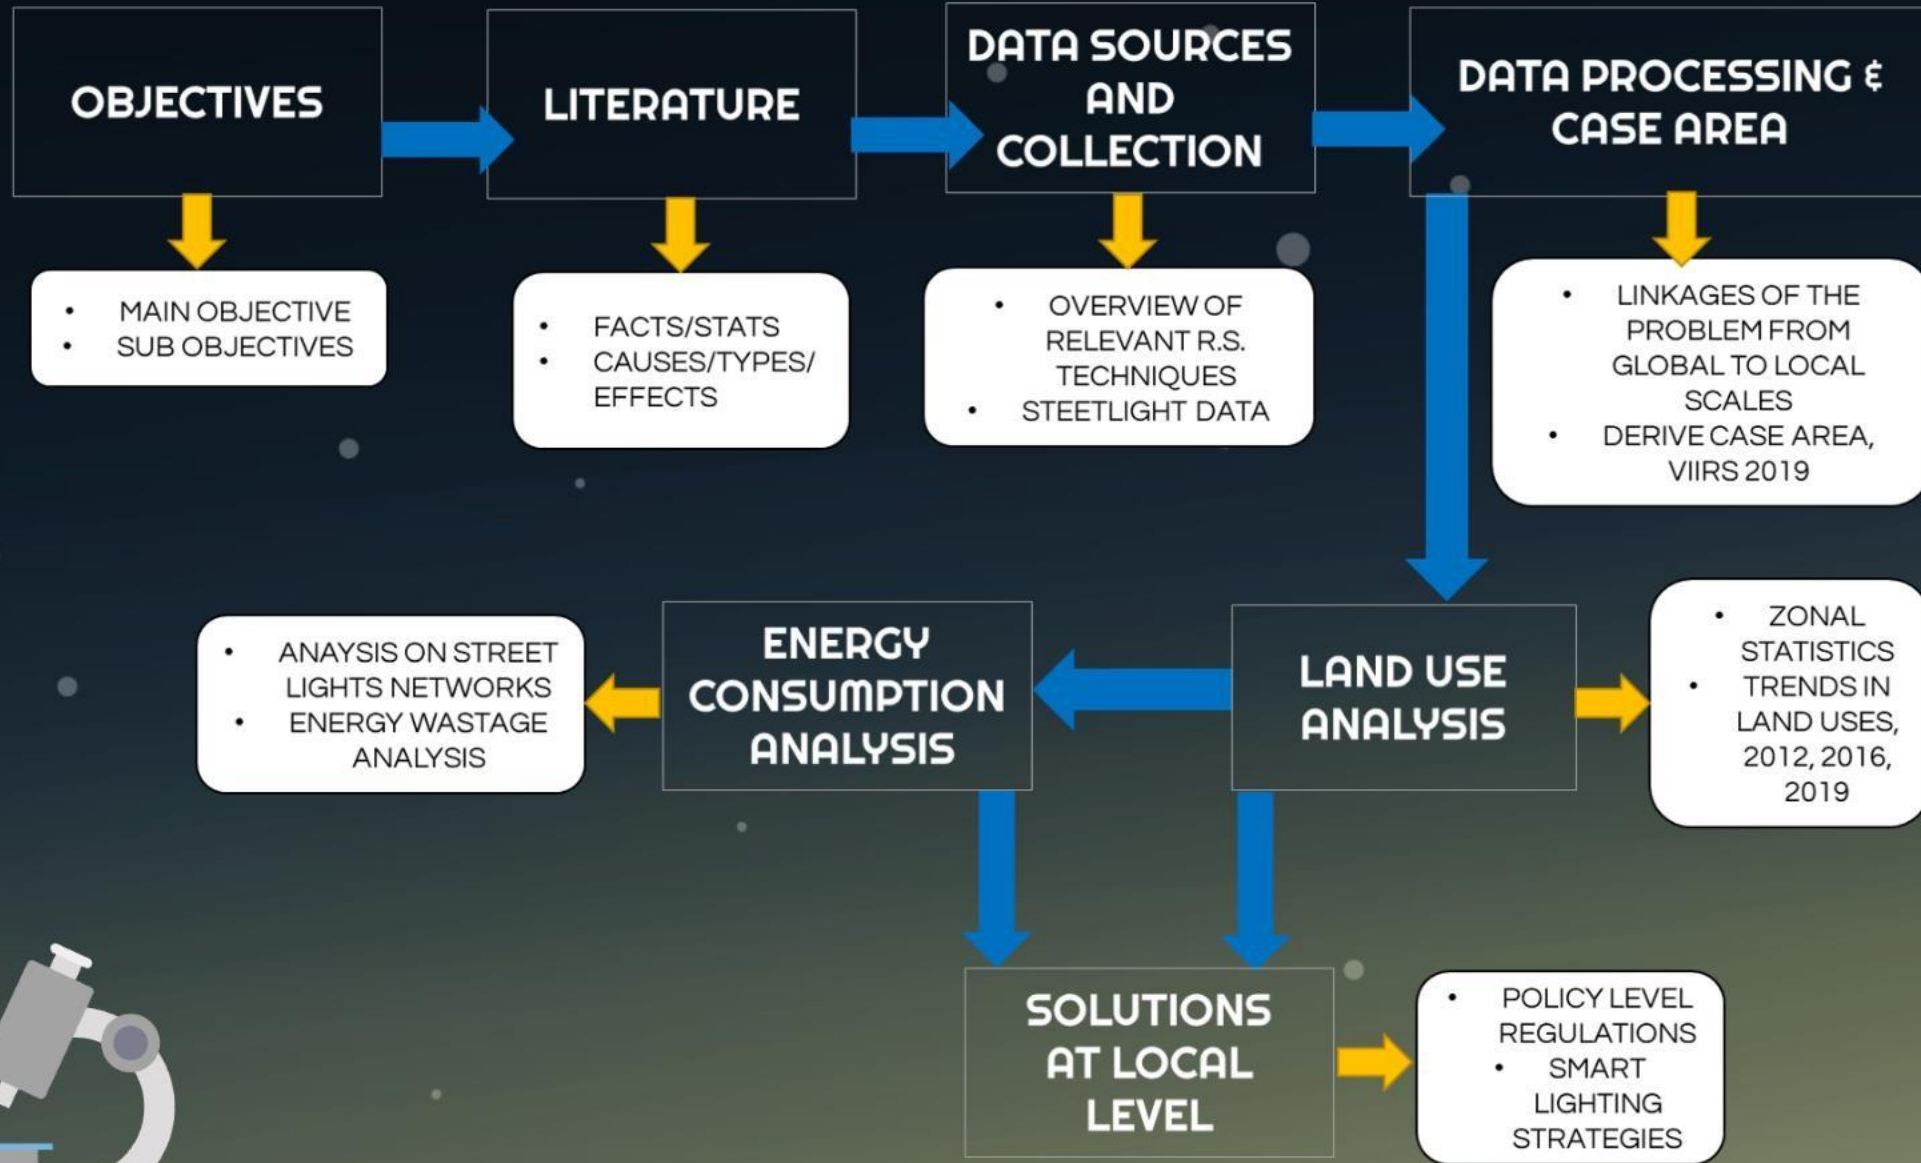 OBJECTIVES
LITERATURE
DATA SOURCES
AND
COLLECTION
DATA PROCESSING &
CASE AREA
• MAIN OBJECTIVE
• SUB OBJECTIVES
• FACTS/STATS
• CAUSES/TYPES/
EFFECTS
• OVERVIEW OF
RELEVANT R.S.
TECHNIQUES
• STEETLIGHT DATA
• LINKAGES OF THE
PROBLEM FROM
GLOBAL TO LOCAL
SCALES
• DERIVE CASE AREA,
VIIRS 2019
• ANAYSIS ON STREET
LIGHTS NETWORKS
• ENERGY WASTAGE
ANALYSIS
ENERGY
CONSUMPTION
ANALYSIS
LAND USE
ANALYSIS
• ZONAL
STATISTICS
• TRENDS IN
LAND USES,
2012, 2016,
2019
SOLUTIONS
AT LOCAL
LEVEL
• POLICY LEVEL
REGULATIONS
• SMART
LIGHTING
STRATEGIES